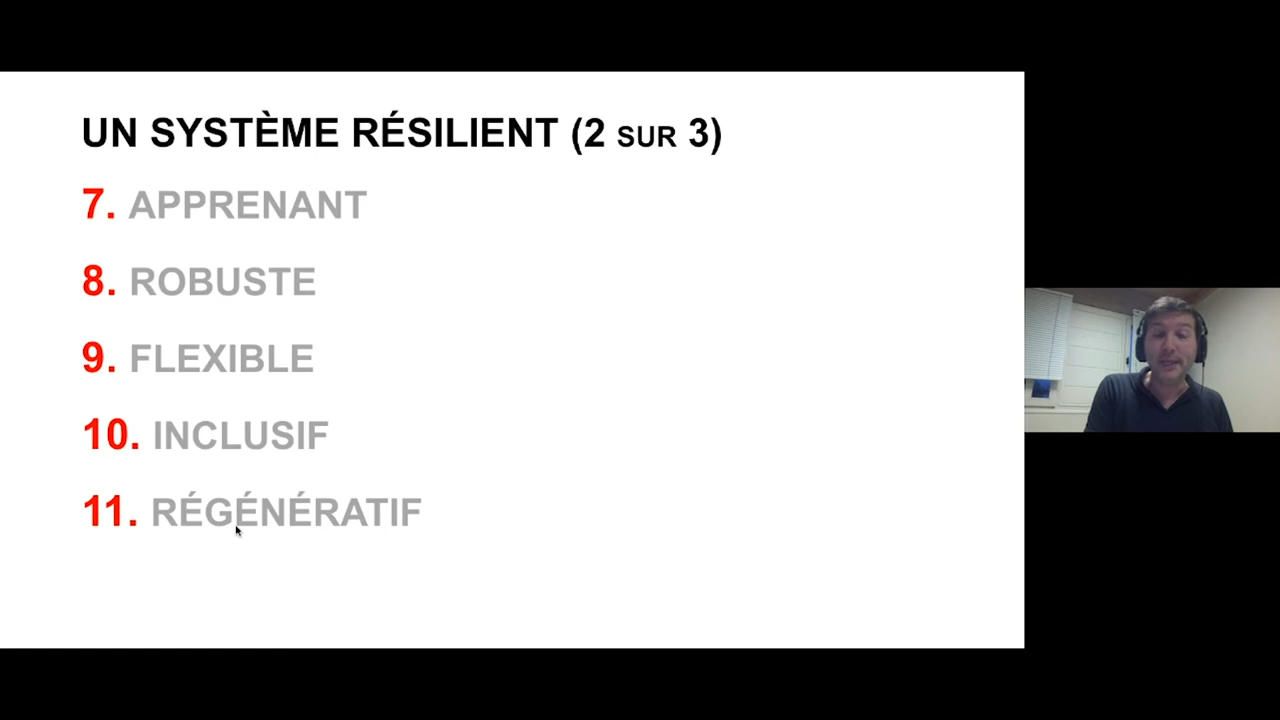 UN SYSTÈME RÉSILIENT (2 SUR 3)
7. APPRENANT
8. ROBUSTE
9. FLEXIBLE
10. INCLUSIF
11. RÉGÉNÉRATIF